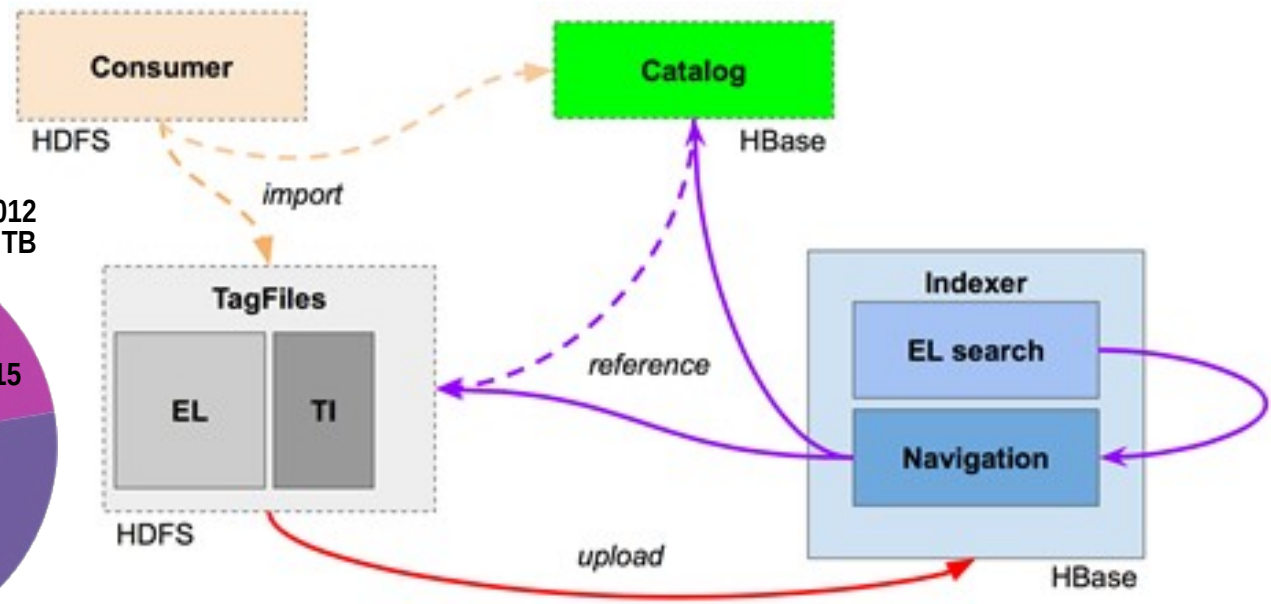 Consumer
HDFS
Catalog
HBase
import
012
TB
15
TagFiles
EL
TI
HDFS
reference
Indexer
EL search
Navigation
HBase
upload